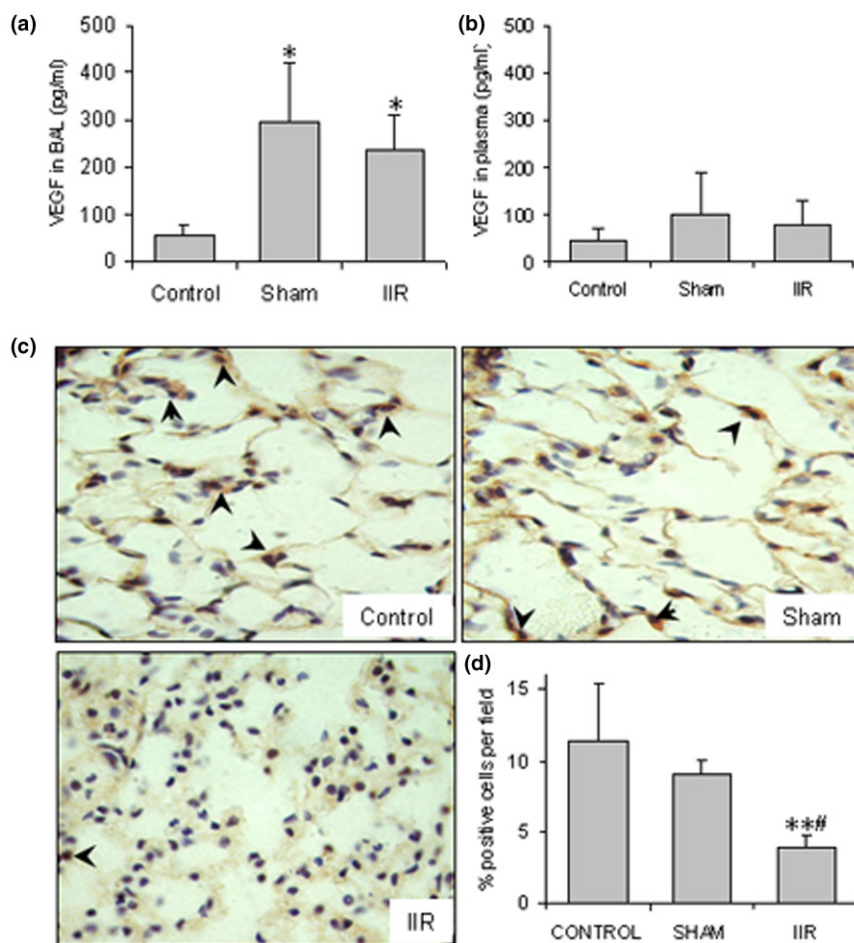 (a)
VEGF in BAL (pg/ml)
500
400
300
200
100
0
*
*
Control Sham IIR
(b)
VEGF in plasma (pg/ml)
500
400
300
200
100
0
Control Sham IIR
(c)
Control
Sham
IIR
(d)
% positive cells per field
15
10
5
0
**#
CONTROL SHAM IIR